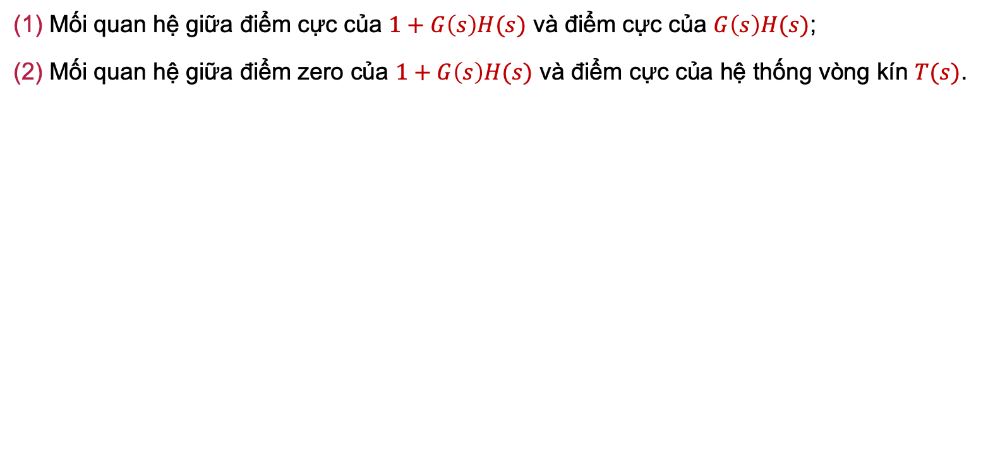 (1) Mối quan hệ giữa điểm cực của 1 + G(s)H(s) và điểm cực của G(s)H(s);
(2) Mối quan hệ giữa điểm zero của 1 + G(s)H(s) và điểm cực của hệ thống vòng kín T(s).